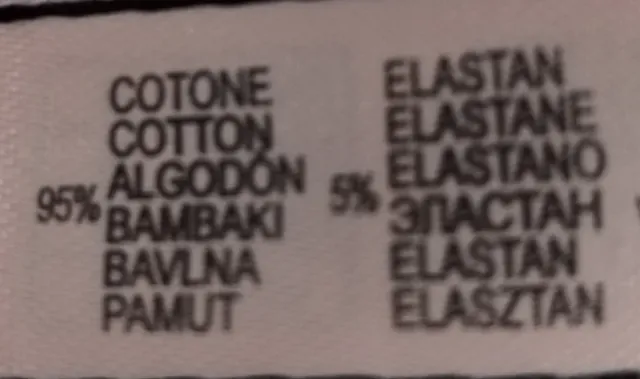 COTONE
COTTON
ALGODÓN
95%
BAMBAKI
BAVLNA
PAMUT
ELASTAN
ELASTANE
ELASTANO
5%
ЭЛАСТАН
ELASTAN
ELASZTAN